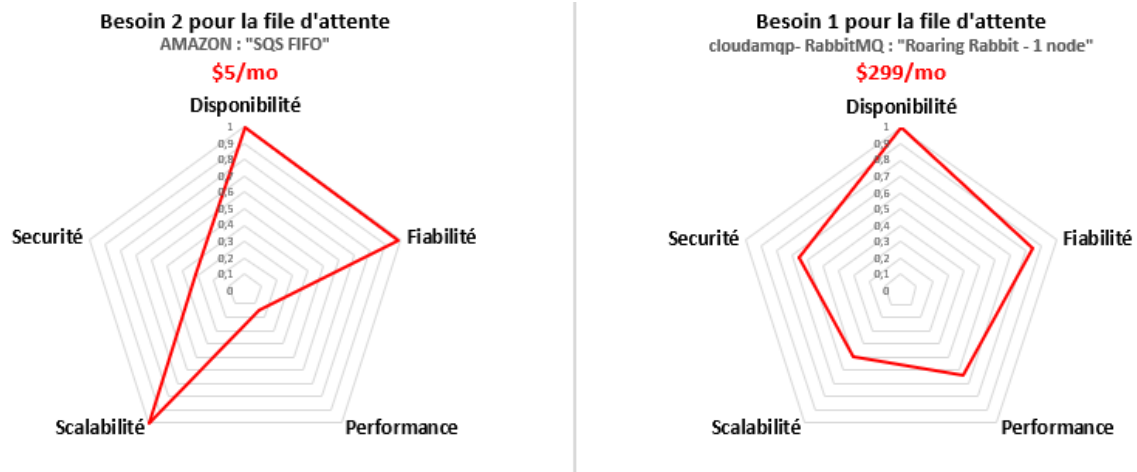 Besoin 2 pour la file d'attente
AMAZON : "SQS FIFO"
$5/mo
Disponibilité
1
0,9
0,8
0,7
0,6
0,5
0,4
0,3
0,2
0,1
0
Securité
Fiabilité
Scalabilité
Performance
Besoin 1 pour la file d'attente
cloudamqp- RabbitMQ : "Roaring Rabbit - 1 node"
$299/mo
Disponibilité
1
0,9
0,8
0,7
0,6
0,5
0,4
0,3
0,2
0,1
0
Securité
Fiabilité
Scalabilité
Performance